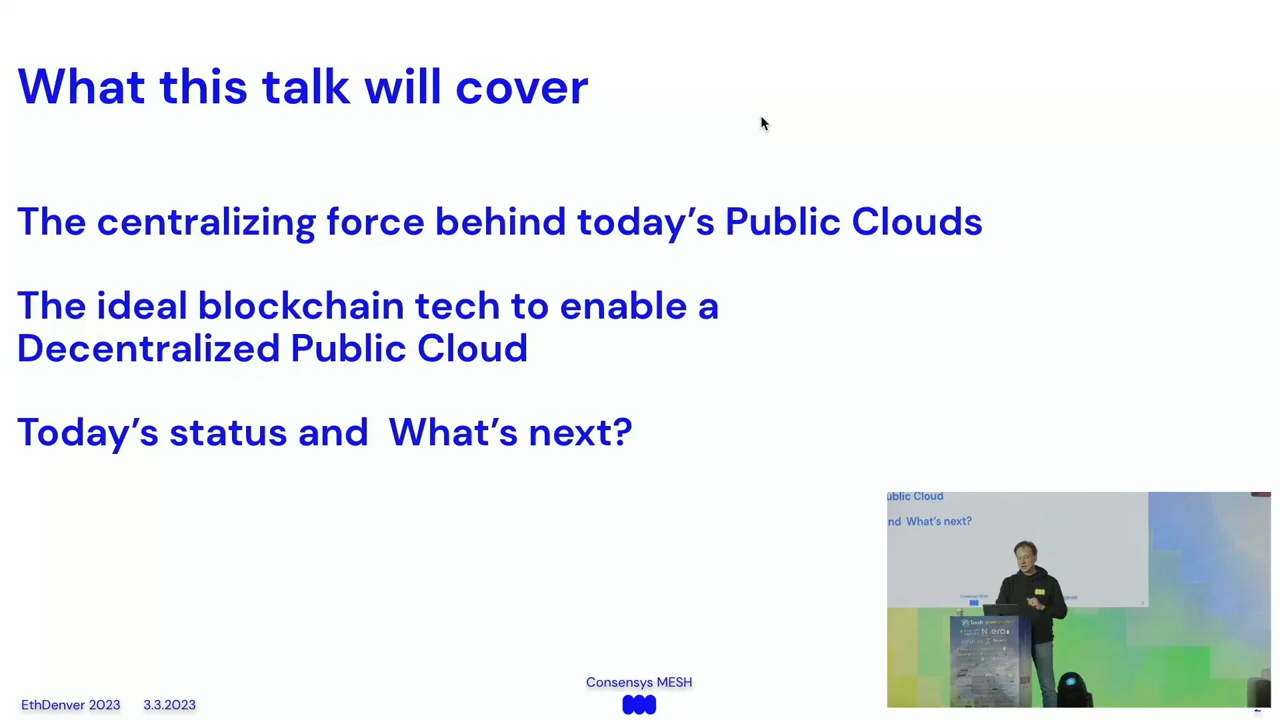 What this talk will cover
The centralizing force behind today's Public Clouds
The ideal blockchain tech to enable a
Decentralized Public Cloud
Today's status and  What's next?
ublic Cloud
nd  What's next?
Consensys MESH
EthDenver 2023
3.3.2023
Consensys MESH